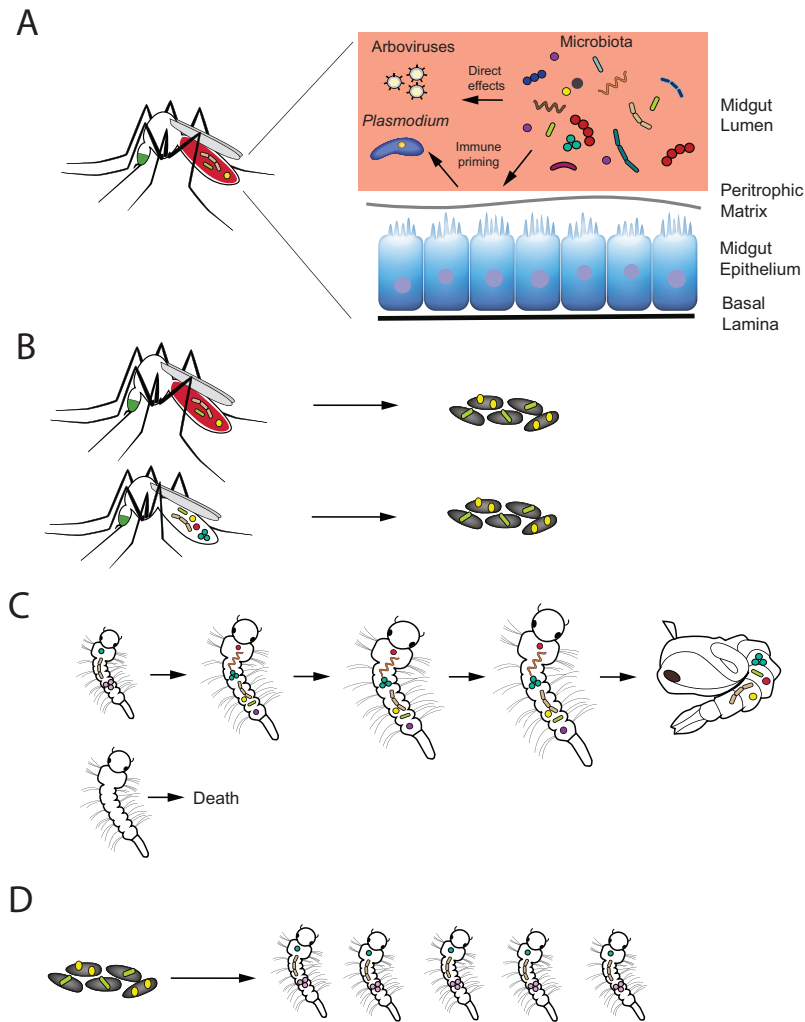 A
Arboviruses
Microbiota
Direct
effects
Plasmodium
Immune
priming
Midgut
Lumen
Peritrophic
Matrix
Midgut
Epithelium
Basal
Lamina
B
C
Death
D